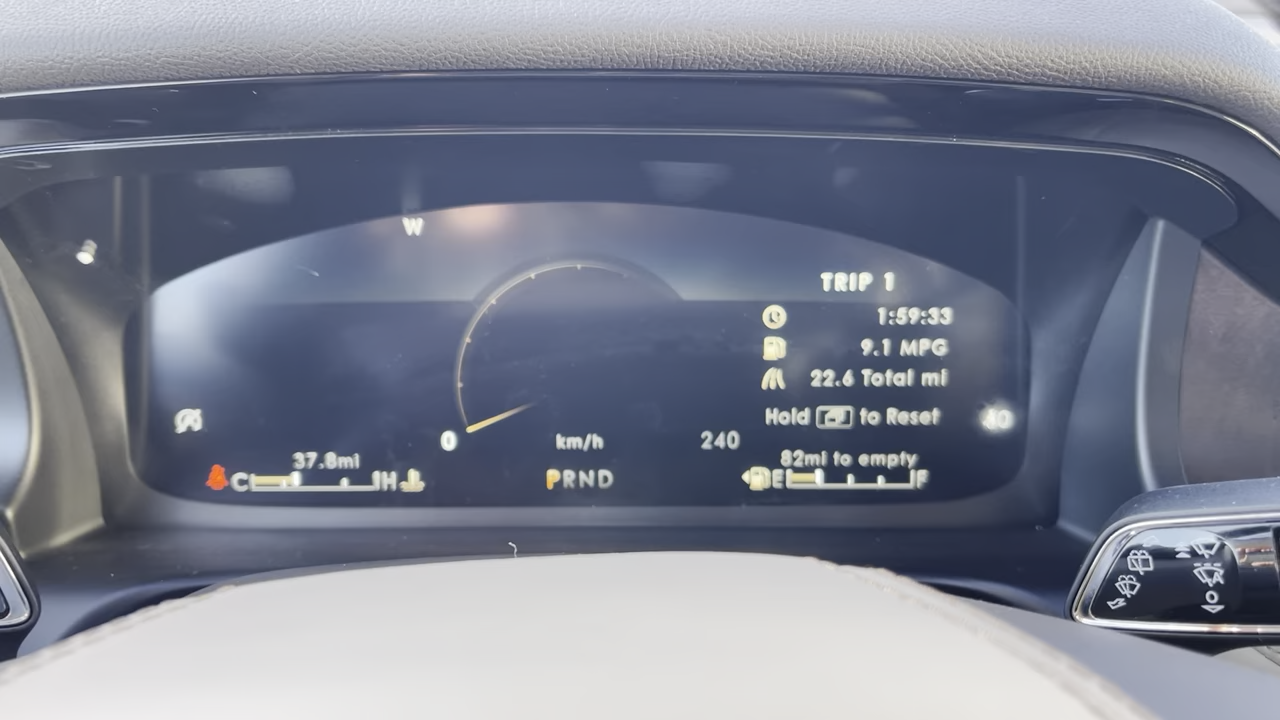 W
TRIP 1
1:59:33
9.1 MPG
22.6 Total mi
Hold to Reset
0 km/h 240
37.8mi
82mi to empty
C H
PRND
E F